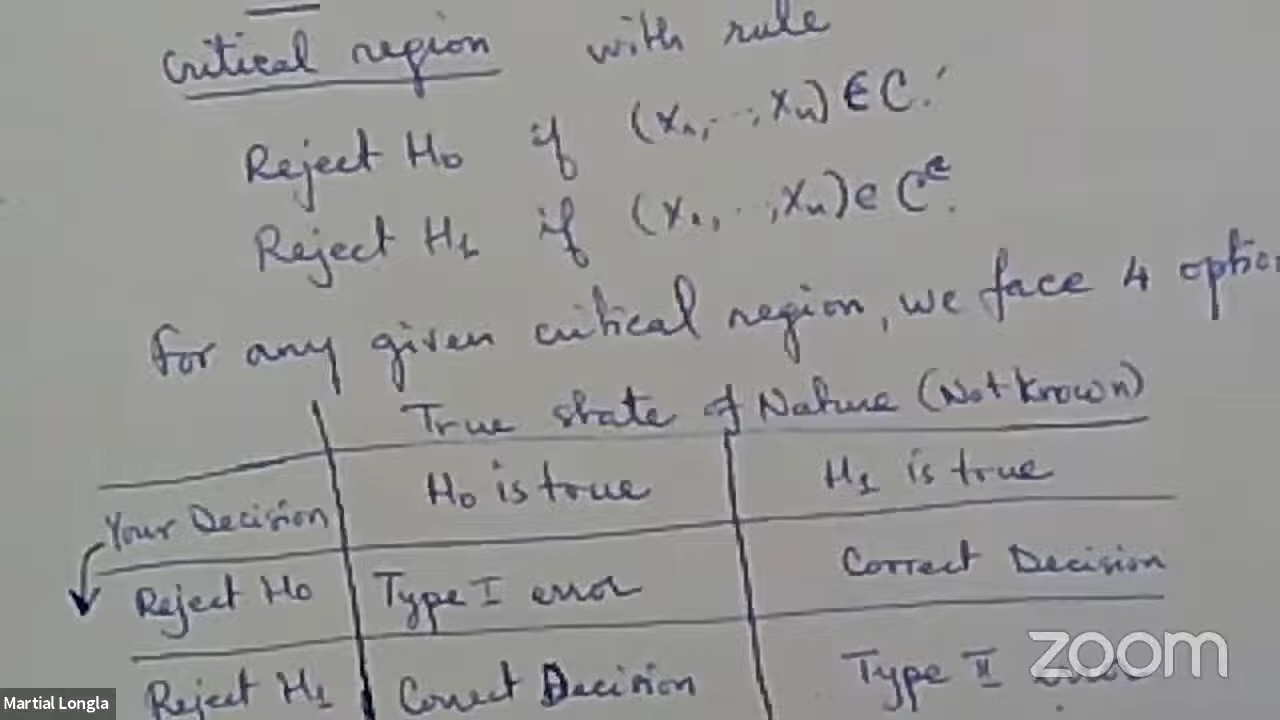 Critical region with rule
Reject H₀ if (X₁, ..., Xₙ) ∈ C.
Reject H₁ if (X₁, ..., Xₙ) ∈ Cᶜ.
For any given critical region, we face 4
True state of Nature (Not known)
Your Decision H₀ is true H₁ is true
Reject H₀ Type I error Correct Decision
Reject H₁ Correct Decision Type II error
zoom
Martial Longla